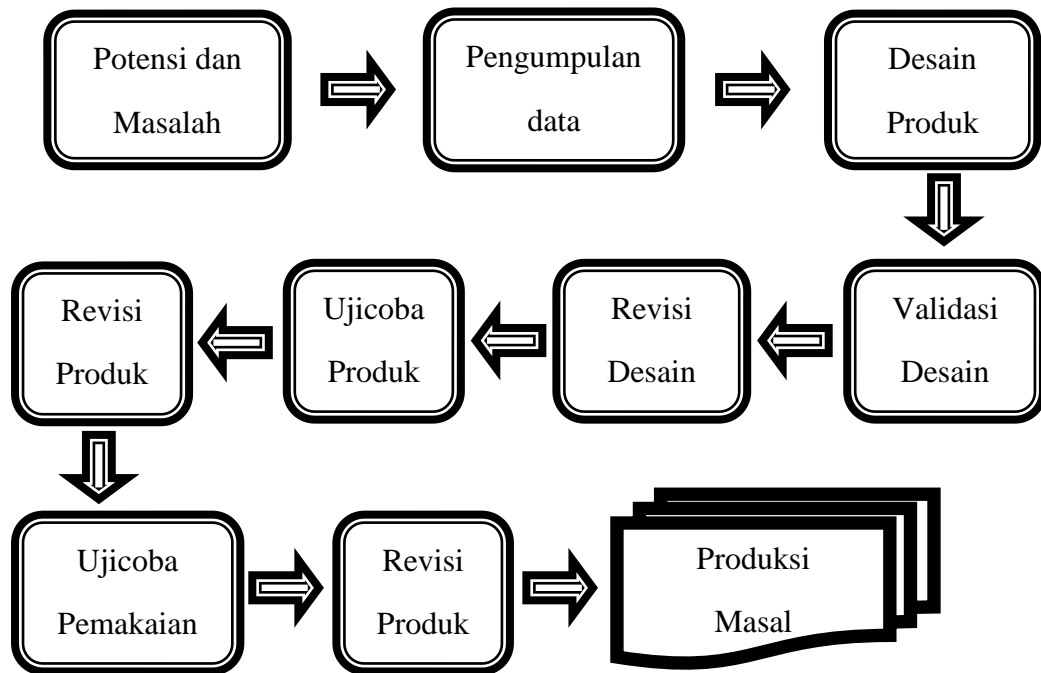 Potensi dan
Masalah
Pengumpulan
data
Desain
Produk
Validasi
Desain
Revisi
Desain
Ujicoba
Produk
Revisi
Produk
Ujicoba
Pemakaian
Revisi
Produk
Produksi
Masal